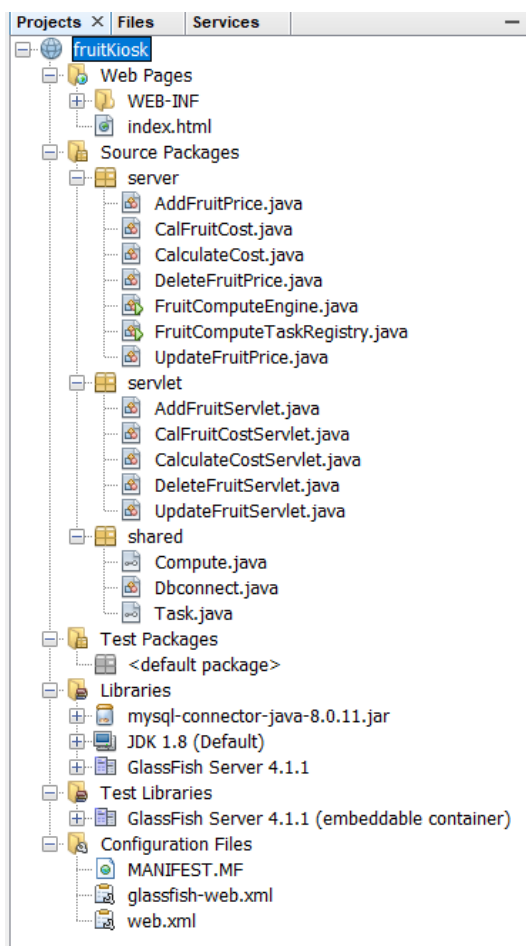 Projects × Files Services
fruitKiosk
Web Pages
WEB-INF
index.html
Source Packages
server
AddFruitPrice.java
CalFruitCost.java
CalculateCost.java
DeleteFruitPrice.java
FruitComputeEngine.java
FruitComputeTaskRegistry.java
UpdateFruitPrice.java
servlet
AddFruitServlet.java
CalFruitCostServlet.java
CalculateCostServlet.java
DeleteFruitServlet.java
UpdateFruitServlet.java
shared
Compute.java
Dbconnect.java
Task.java
Test Packages
<default package>
Libraries
mysql-connector-java-8.0.11.jar
JDK 1.8 (Default)
GlassFish Server 4.1.1
Test Libraries
GlassFish Server 4.1.1 (embeddable container)
Configuration Files
MANIFEST.MF
glassfish-web.xml
web.xml